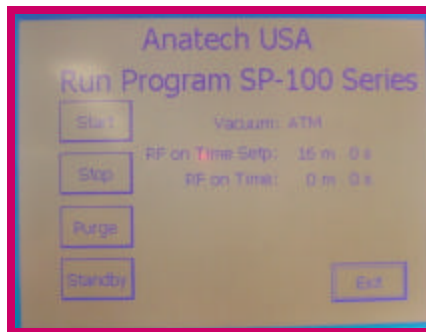 Anatech USA
Run Program SP-100 Series
Start
Vacuum: ATM
RF on Time Setp: 16 m 0 s
Stop
RF on Time: 0 m 0 s
Purge
Standby
Exit